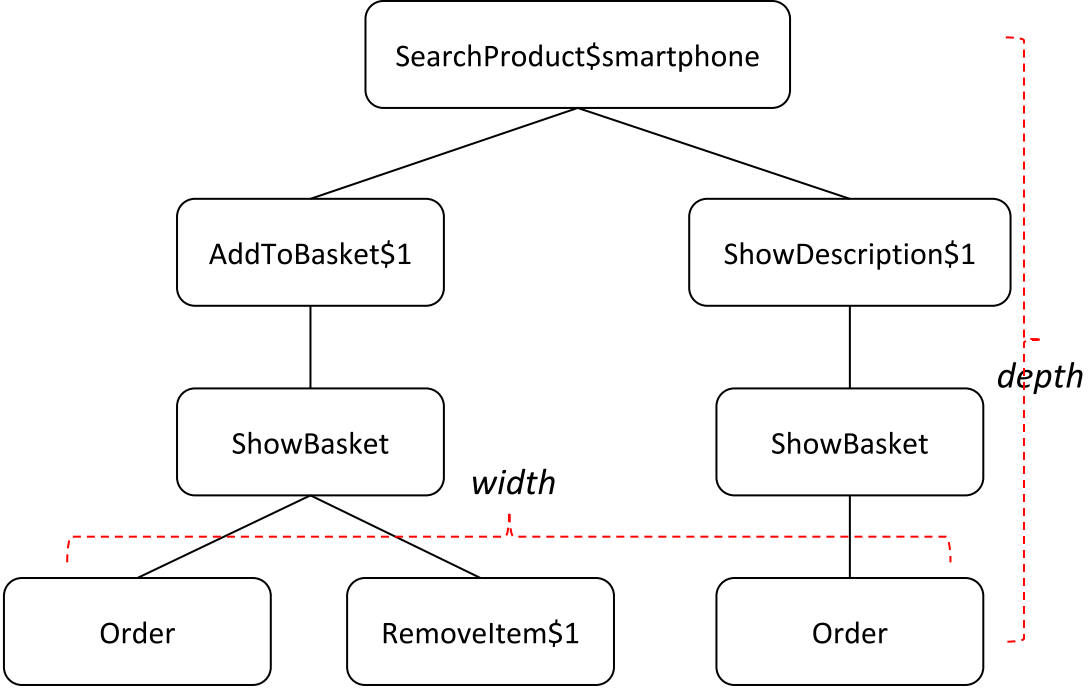 SearchProduct$smartphone
AddToBasket$1
ShowDescription$1
depth
ShowBasket
ShowBasket
width
Order
RemoveItem$1
Order